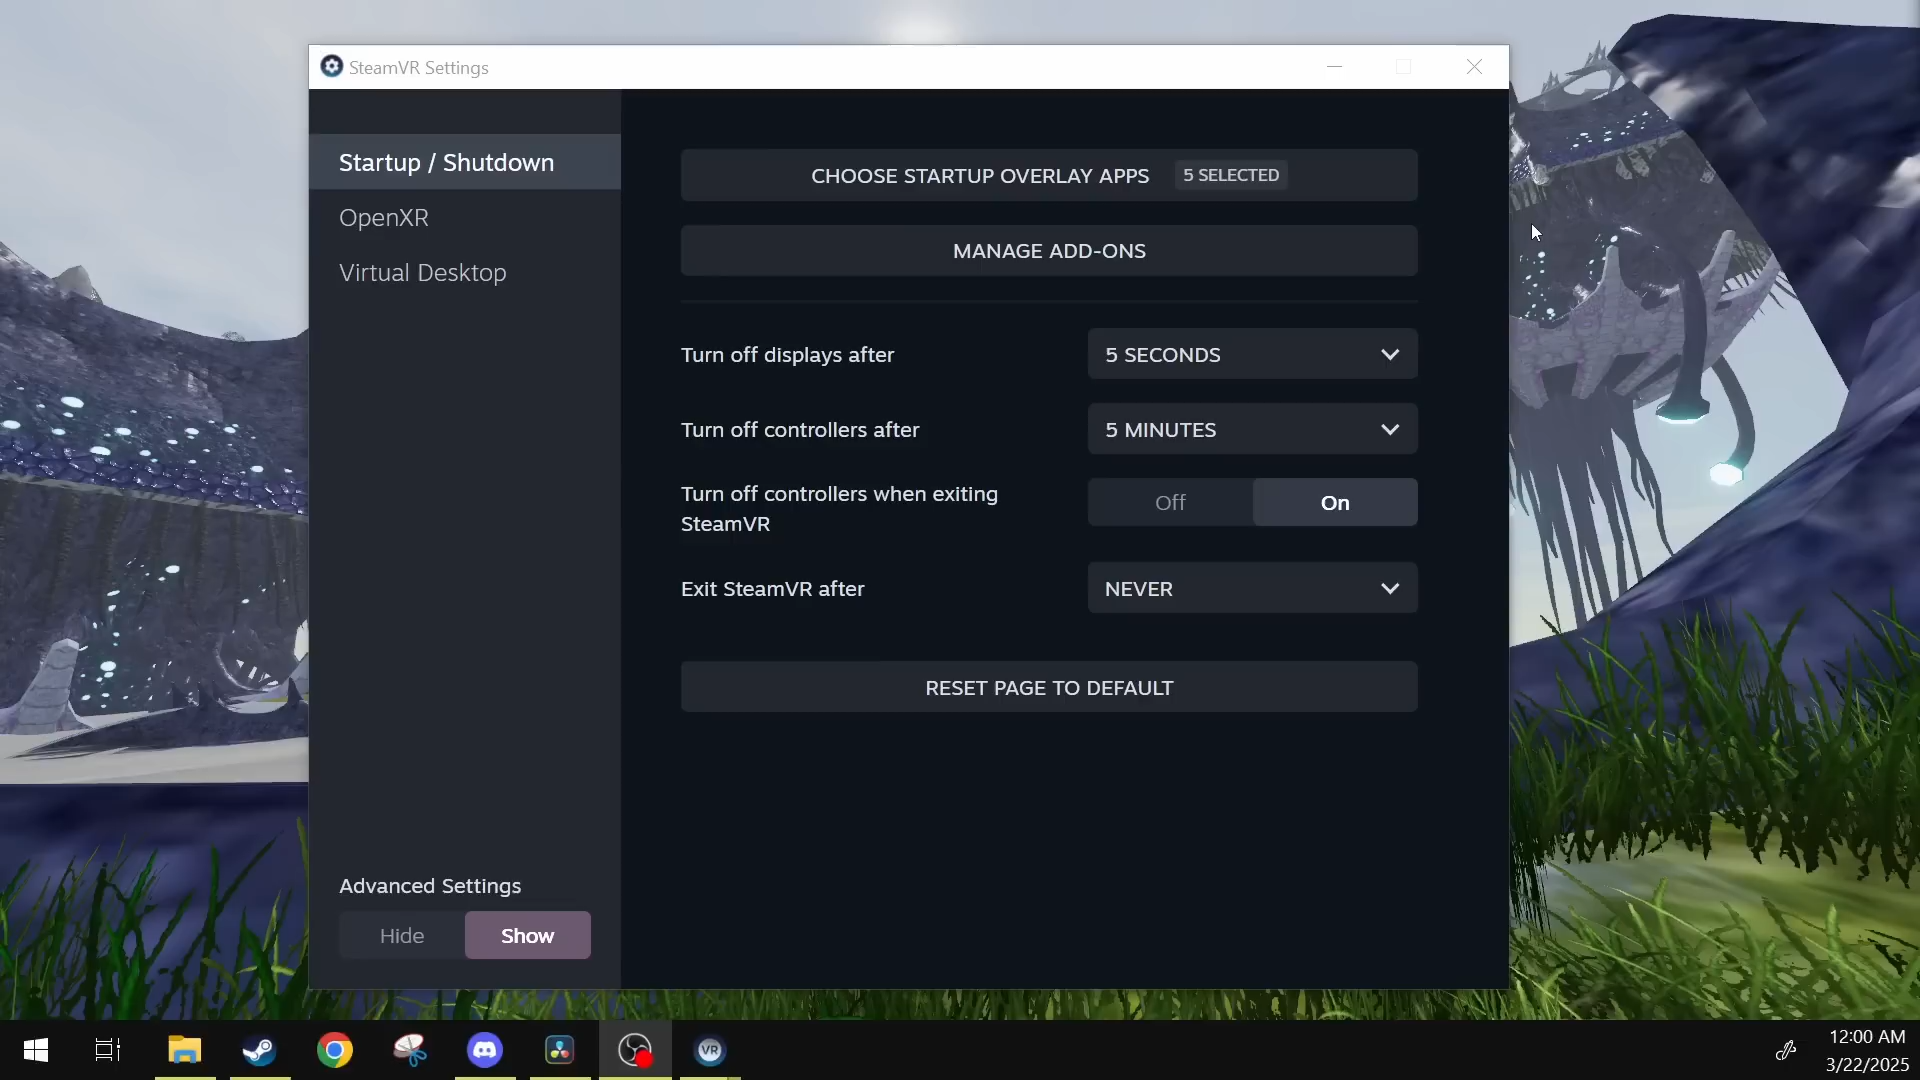 SteamVR Settings
Startup / Shutdown
OpenXR
Virtual Desktop
Advanced Settings
Hide
Show
CHOOSE STARTUP OVERLAY APPS 5 SELECTED
MANAGE ADD-ONS
Turn off displays after
5 SECONDS
Turn off controllers after
5 MINUTES
Turn off controllers when exiting
SteamVR
Off
On
Exit SteamVR after
NEVER
RESET PAGE TO DEFAULT
VR
12:00 AM
3/22/2025